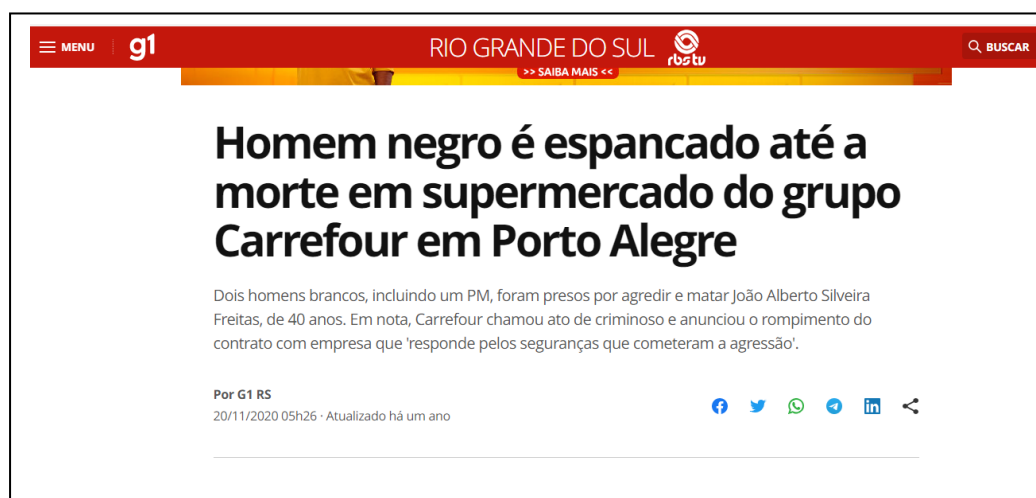 MENU
g1
RIO GRANDE DO SUL
rbstv
BUSCAR
>> SAIBA MAIS <<
Homem negro é espancado até a
morte em supermercado do grupo
Carrefour em Porto Alegre
Dois homens brancos, incluindo um PM, foram presos por agredir e matar João Alberto Silveira
Freitas, de 40 anos. Em nota, Carrefour chamou ato de criminoso e anunciou o rompimento do
contrato com empresa que 'responde pelos seguranças que cometeram a agressão'.
Por G1 RS
20/11/2020 05h26 · Atualizado há um ano
in